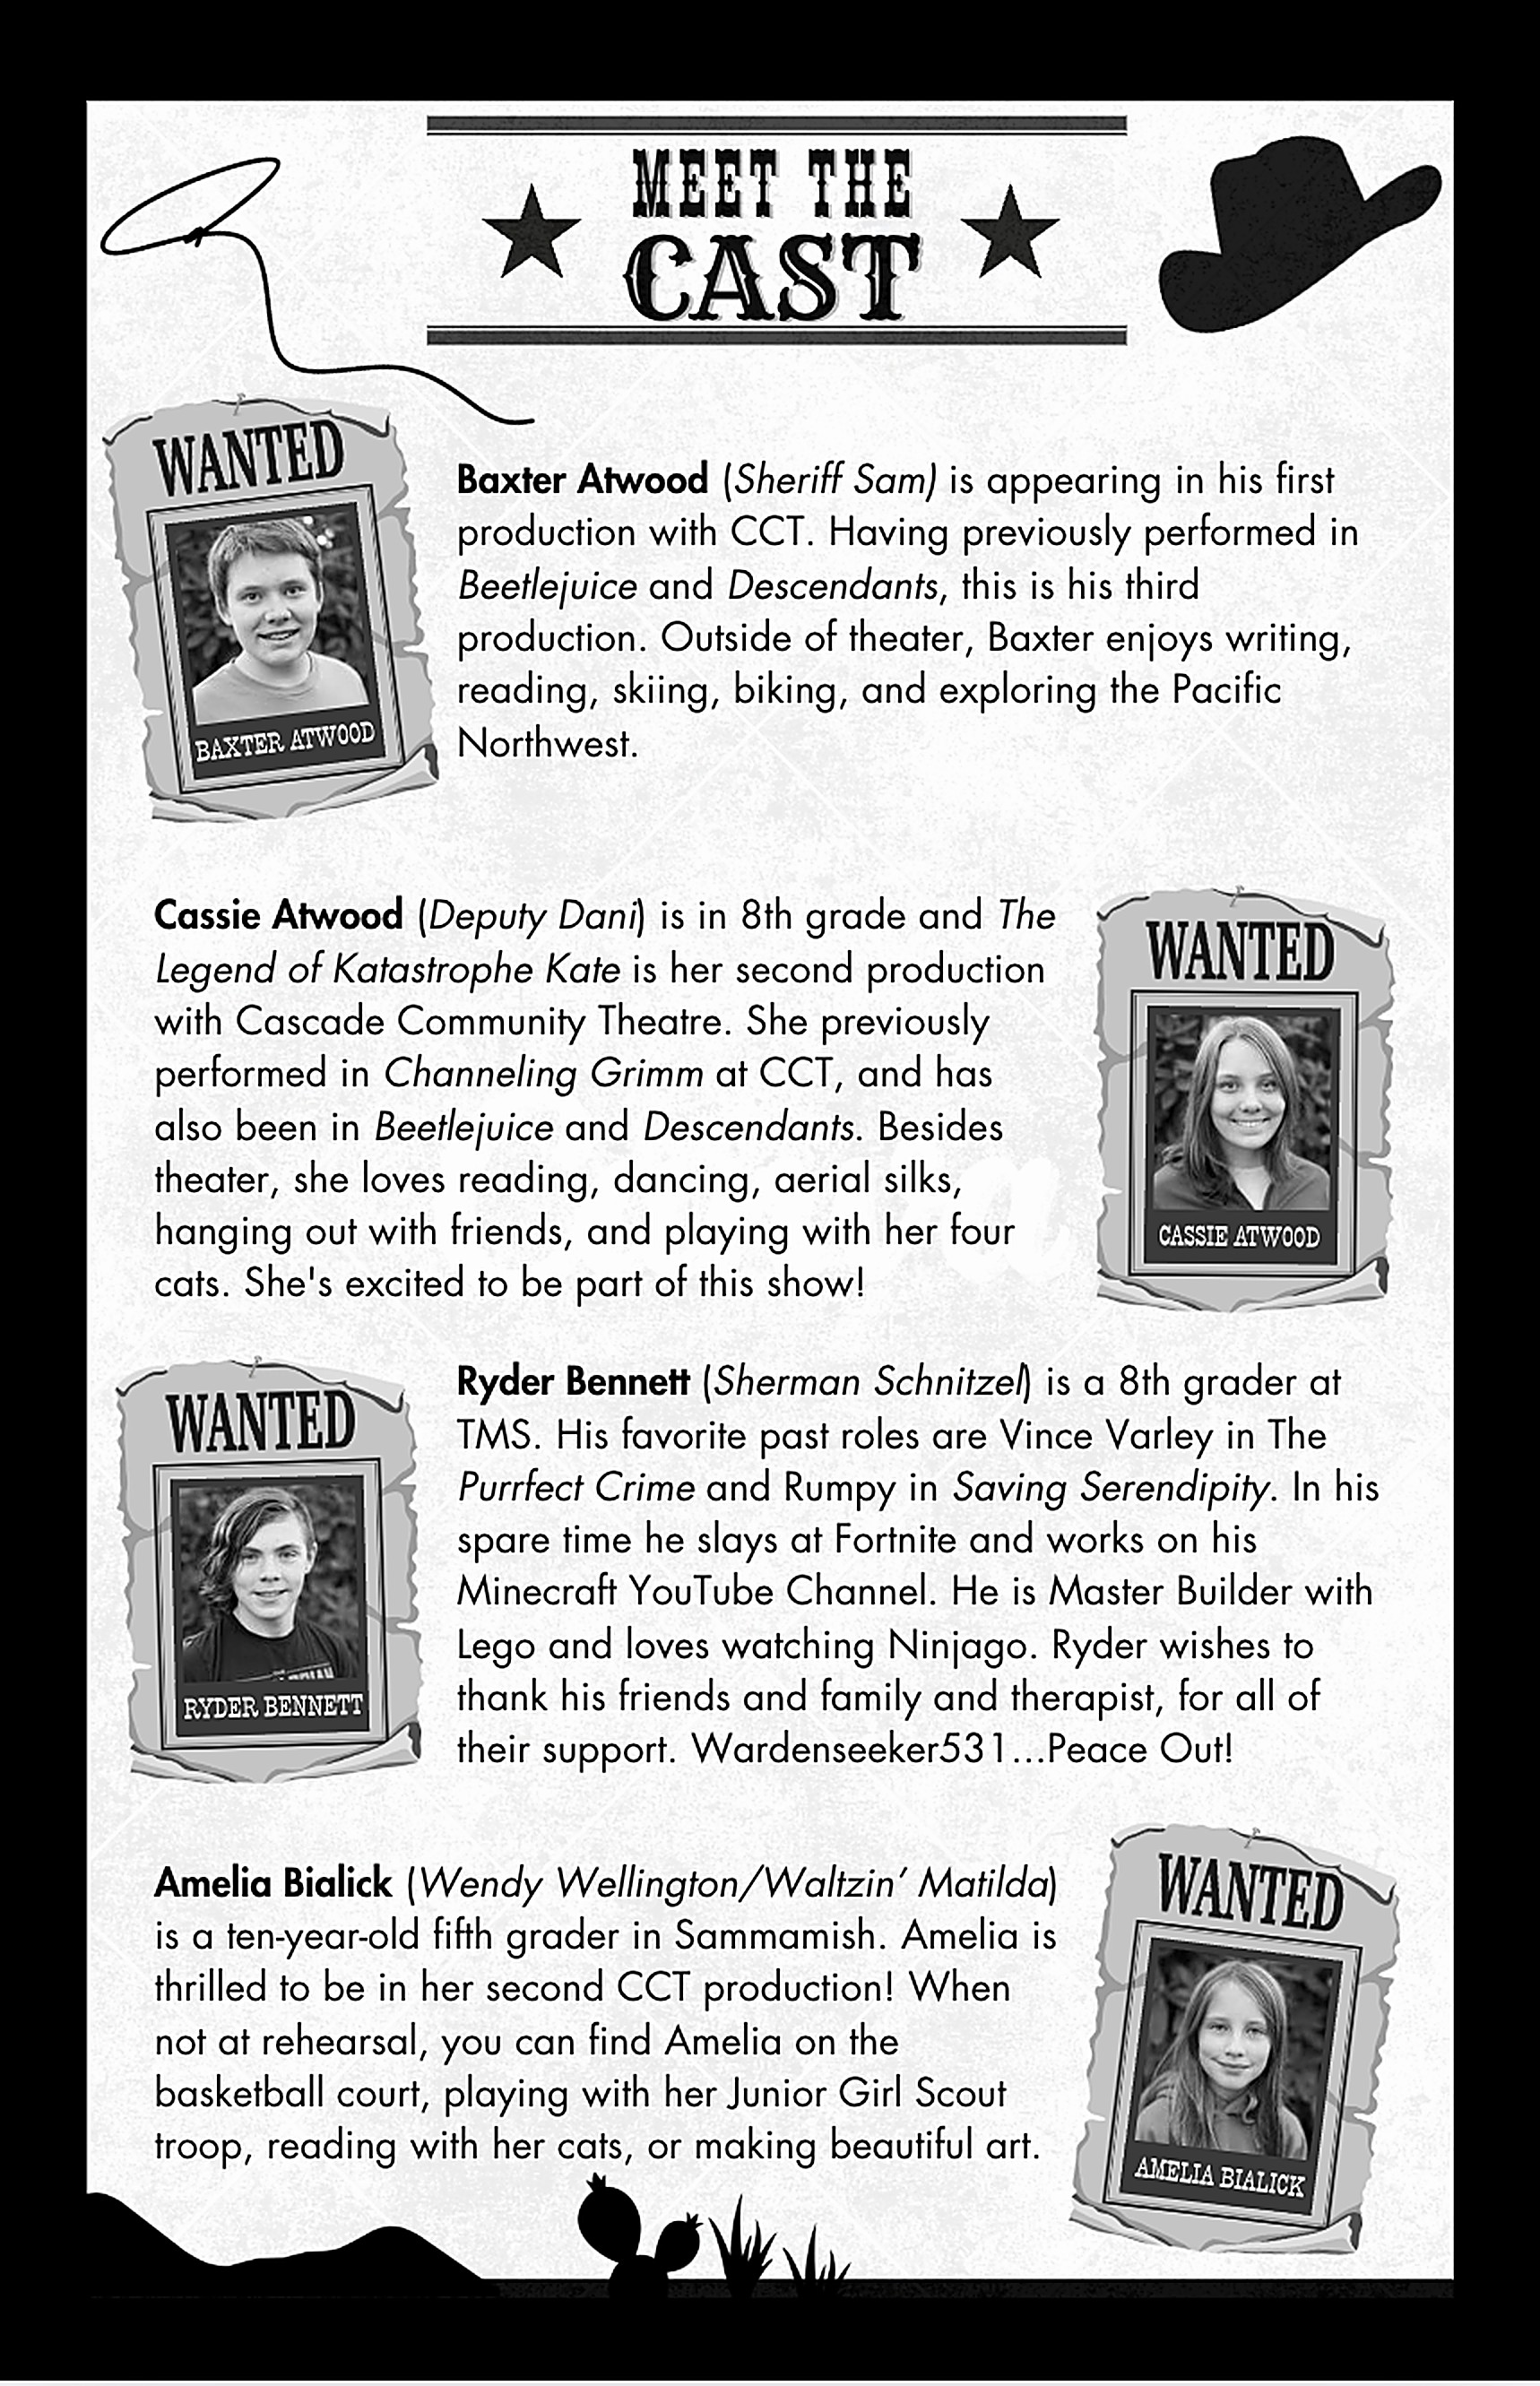 MEET THE
CAST
WANTED
BAXTER ATWOOD
Baxter Atwood (Sheriff Sam) is appearing in his first
production with CCT. Having previously performed in
Beetlejuice and Descendants, this is his third
production. Outside of theater, Baxter enjoys writing,
reading, skiing, biking, and exploring the Pacific
Northwest.
Cassie Atwood (Deputy Dani) is in 8th grade and The
Legend of Katastrophe Kate is her second production
with Cascade Community Theatre. She previously
performed in Channeling Grimm at CCT, and has
also been in Beetlejuice and Descendants. Besides
theater, she loves reading, dancing, aerial silks,
hanging out with friends, and playing with her four
cats. She's excited to be part of this show!
WANTED
CASSIE ATWOOD
WANTED
RYDER BENNETT
Ryder Bennett (Sherman Schnitzel) is a 8th grader at
TMS. His favorite past roles are Vince Varley in The
Purrfect Crime and Rumpy in Saving Serendipity. In his
spare time he slays at Fortnite and works on his
Minecraft YouTube Channel. He is Master Builder with
Lego and loves watching Ninjago. Ryder wishes to
thank his friends and family and therapist, for all of
their support. Wardenseeker531...Peace Out!
Amelia Bialick (Wendy Wellington/Waltzin’ Matilda)
is a ten-year-old fifth grader in Sammamish. Amelia is
thrilled to be in her second CCT production! When
not at rehearsal, you can find Amelia on the
basketball court, playing with her Junior Girl Scout
troop, reading with her cats, or making beautiful art.
WANTED
AMELIA BIALICK